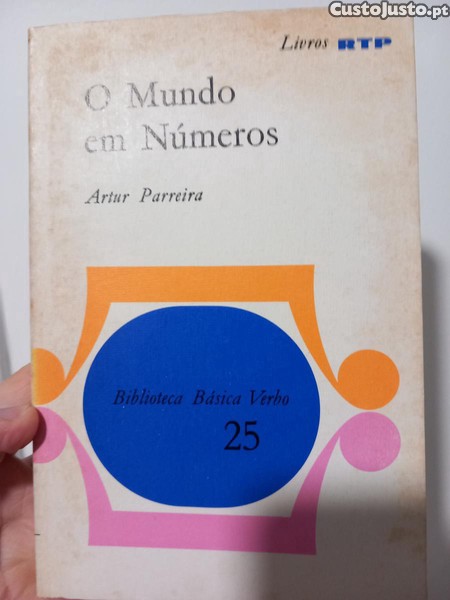 CustoJusto.pt
Livros RTP
O Mundo
em Números
Artur Parreira
Biblioteca Básica Verbo
25